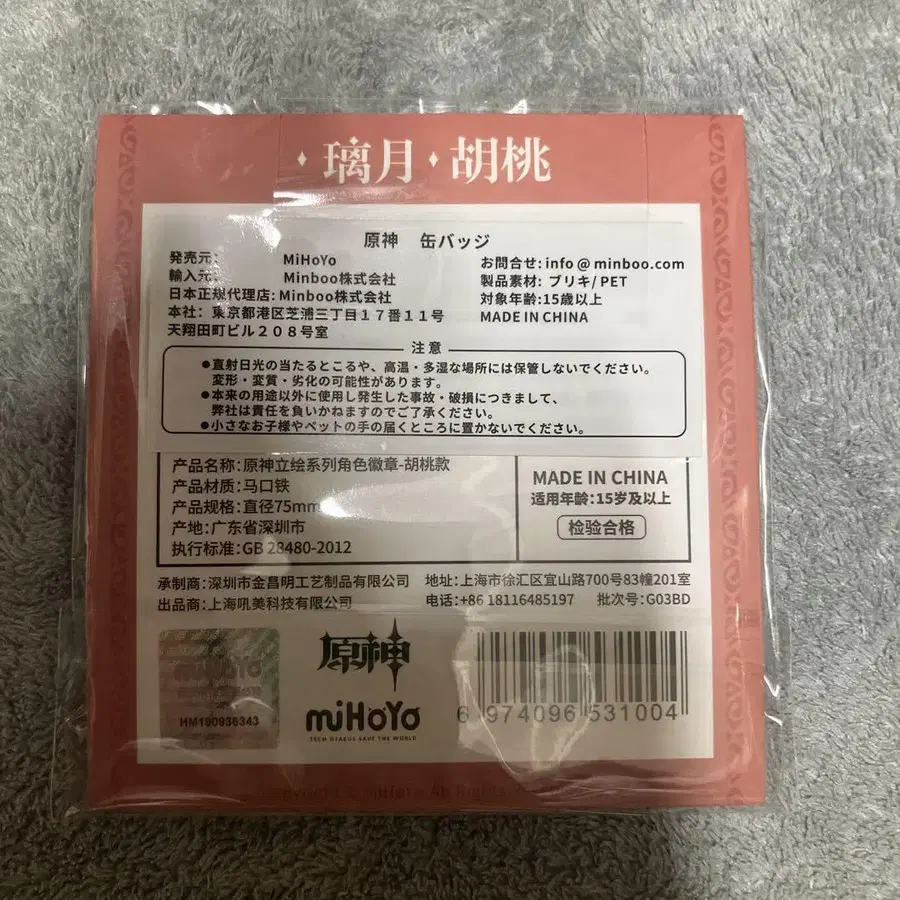 璃月·胡桃
原神 缶バッジ
発売元: MiHoYo
輸入元: Minboo株式会社
日本正規代理店:Minboo株式会社
本社: 東京都港区芝浦三丁目17番11号
天翔田町ビル208号室
お問合せ: info @ minboo.com
製品素材: ブリキ/ PET
対象年齢:15歳以上
MADE IN CHINA
注意
●直射日光の当たるところや、高温・多湿な場所には保管しないでください。
変形・変質・劣化の可能性があります。
●本来の用途以外に使用し発生した事故・破損につきまして、
弊社は責任を負いかねますのでご了承ください。
●小さなお子様やペットの手の届くところに置かないでください。
产品名称:原神立绘系列角色徽章-胡桃款
产品材质:马口铁
产品规格:直径75mm
产地:广东省深圳市
执行标准:GB 28480-2012
MADE IN CHINA
适用年龄:15岁及以上
检验合格
承制商:深圳市金昌明工艺制品有限公司 地址:上海市徐汇区宜山路700号83幢201室
出品商:上海吼美科技有限公司 电话:+86 18116485197 批次号:G03BD
miHoYo
HM190936343
原神
miHoYo
TECH OTAKUS SAVE THE WORLD
6 974096 531004
Copyright © miHoYo All Rights